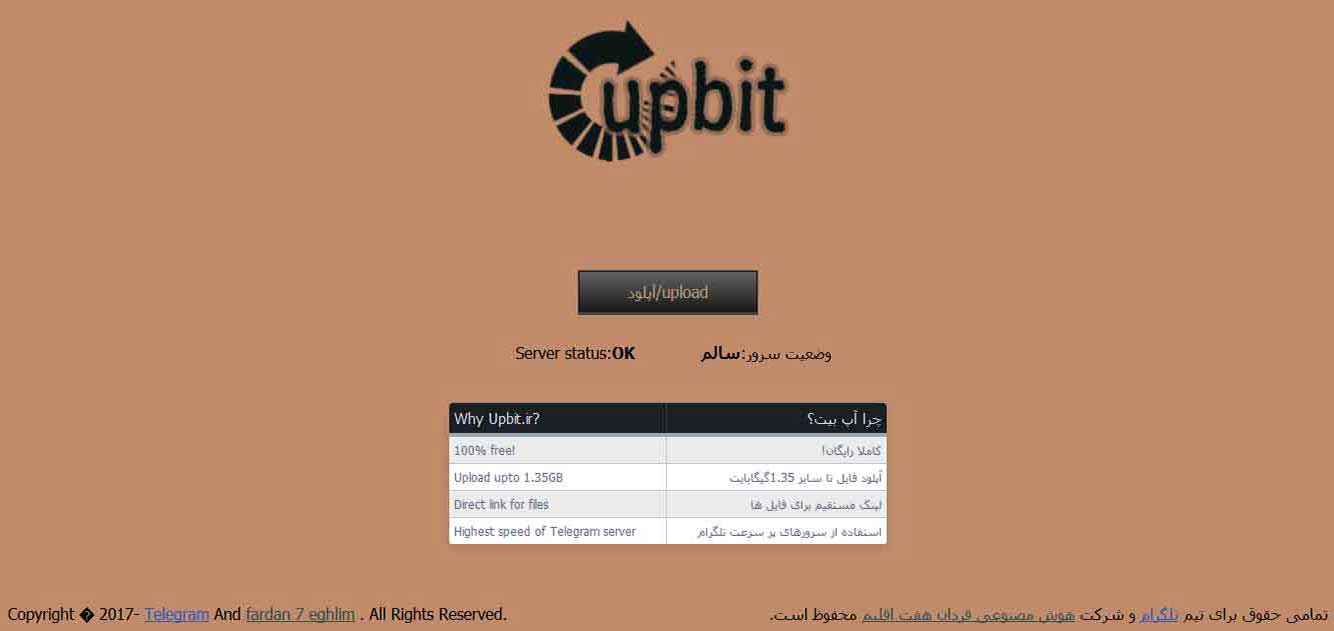 upbit
آپلود/upload
Server status:OK
وضعیت سرور:سالم
Why Upbit.ir?
چرا آپ بیت؟
100% free!
کاملا رایگان!
Upload upto 1.35GB
آپلود فایل تا سایز 1.35گیگابایت
Direct link for files
لینک مستقیم برای فایل ها
Highest speed of Telegram server
استفاده از سرورهای پر سرعت تلگرام
Copyright � 2017- Telegram And fardan 7 eghlim . All Rights Reserved.
تمامی حقوق برای تیم تلگرام و شرکت هوش مصنوعی فردان هفت اقلیم محفوظ است.